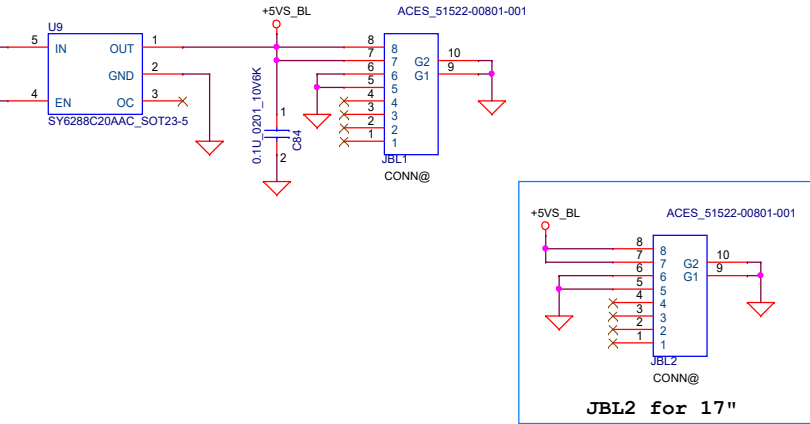 +5VS_BL
ACES_51522-00801-001
U9
5 IN OUT 1
GND 2
4 EN OC 3
SY6288C20AAC_SOT23-5
0.1U_0201_10V6K
1
C84
2
8 8
7 7 G2 10
6 6 G1 9
5 5
4 4
3 3
2 2
1 1
JBL1
CONN@
+5VS_BL
ACES_51522-00801-001
8 8
7 7 G2 10
6 6 G1 9
5 5
4 4
3 3
2 2
1 1
JBL2
CONN@
JBL2 for 17"